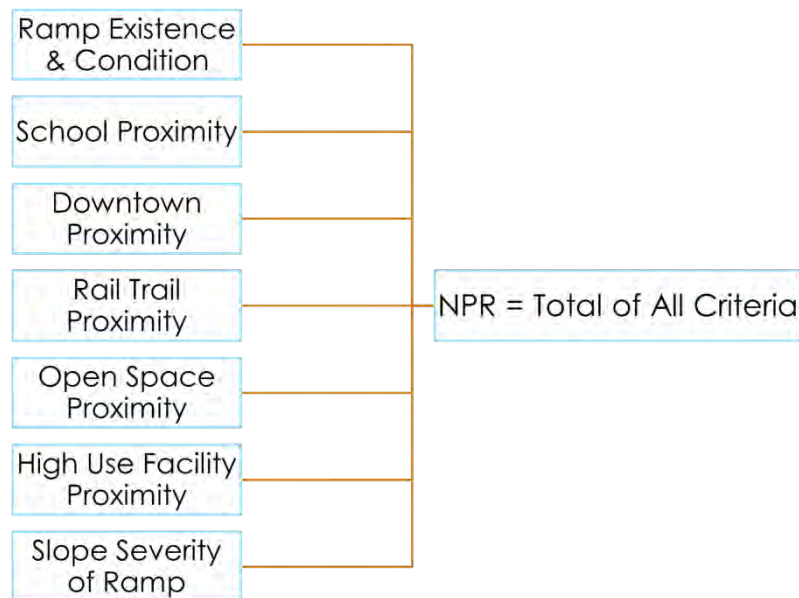 Ramp Existence
& Condition
School Proximity
Downtown
Proximity
Rail Trail
Proximity
Open Space
Proximity
High Use Facility
Proximity
Slope Severity
of Ramp
NPR = Total of All Criteria